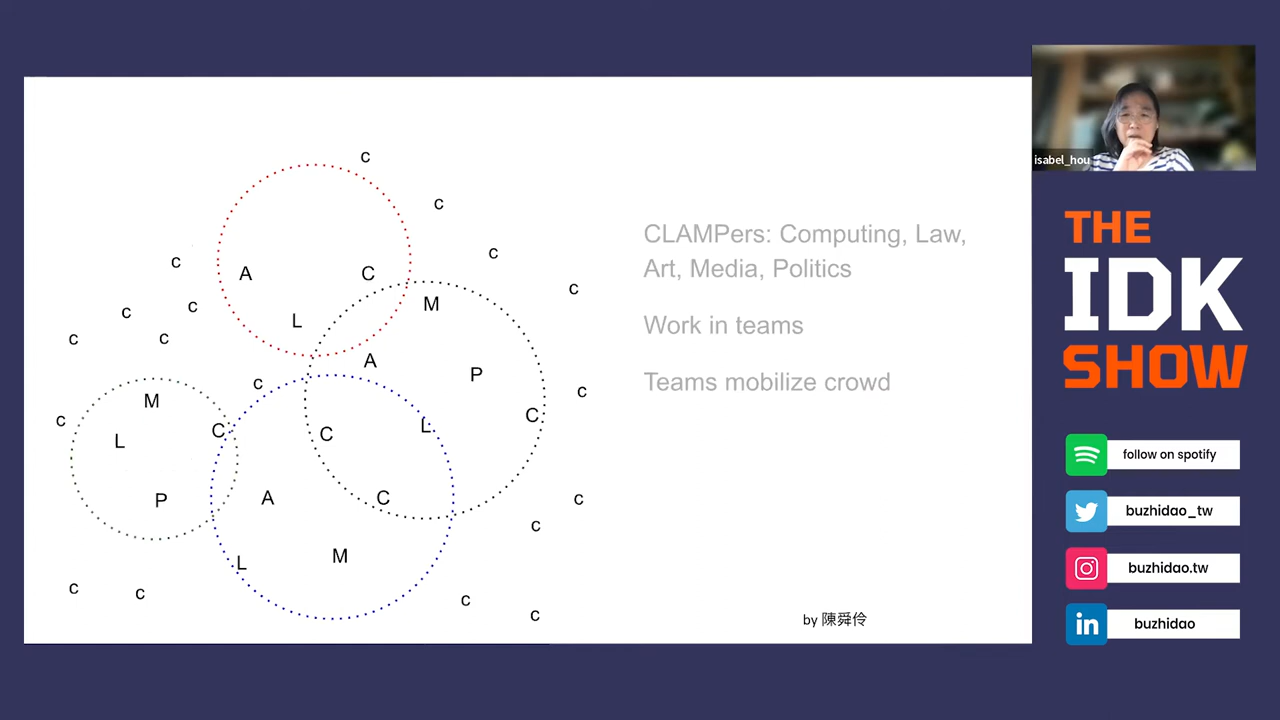 c
c
c
c
A
C
c
c
M
c
L
c
c
A
P
c
c
M
C
c
L
C
C
L
P
A
C
c
c
L
M
c
c
c
c
CLAMPers: Computing, Law,
Art, Media, Politics
Work in teams
Teams mobilize crowd
by 陳舜伶
isabel_hou
THE
IDK
SHOW
follow on spotify
buzhidao_tw
buzhidao.tw
in
buzhidao